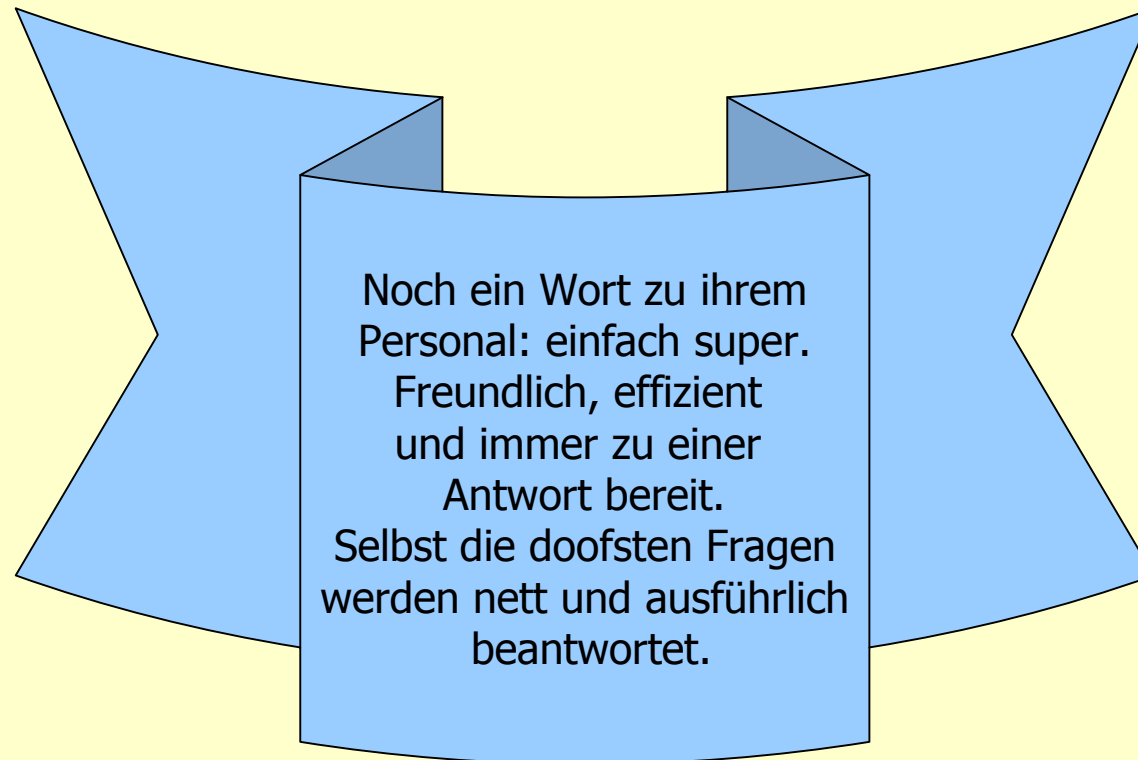 Noch ein Wort zu ihrem
Personal: einfach super.
Freundlich, effizient
und immer zu einer
Antwort bereit.
Selbst die doofsten Fragen
werden nett und ausführlich
beantwortet.